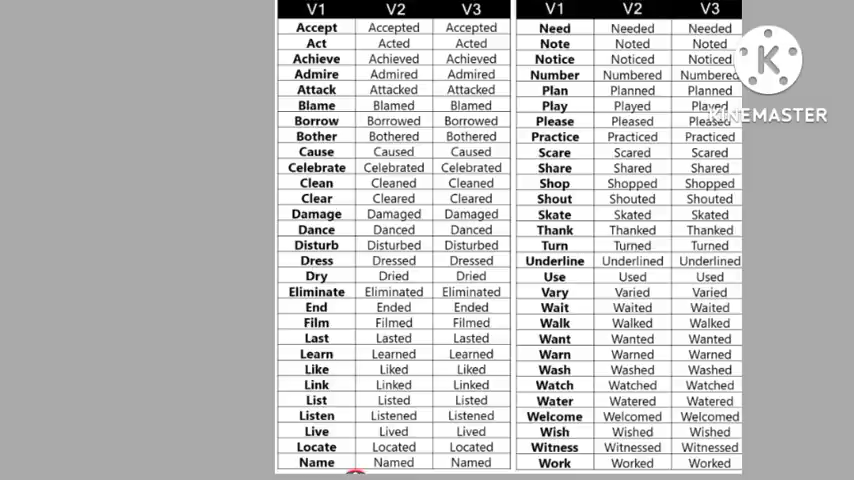 V1 V2 V3
Accept Accepted Accepted
Act Acted Acted
Achieve Achieved Achieved
Admire Admired Admired
Attack Attacked Attacked
Blame Blamed Blamed
Borrow Borrowed Borrowed
Bother Bothered Bothered
Cause Caused Caused
Celebrate Celebrated Celebrated
Clean Cleaned Cleaned
Clear Cleared Cleared
Damage Damaged Damaged
Dance Danced Danced
Disturb Disturbed Disturbed
Dress Dressed Dressed
Dry Dried Dried
Eliminate Eliminated Eliminated
End Ended Ended
Film Filmed Filmed
Last Lasted Lasted
Learn Learned Learned
Like Liked Liked
Link Linked Linked
List Listed Listed
Listen Listened Listened
Live Lived Lived
Locate Located Located
Name Named Named
V1 V2 V3
Need Needed Needed
Note Noted Noted
Notice Noticed Noticed
Number Numbered Numbered
Plan Planned Planned
Play Played Played
Please Pleased Pleased
Practice Practiced Practiced
Scare Scared Scared
Share Shared Shared
Shop Shopped Shopped
Shout Shouted Shouted
Skate Skated Skated
Thank Thanked Thanked
Turn Turned Turned
Underline Underlined Underlined
Use Used Used
Vary Varied Varied
Wait Waited Waited
Walk Walked Walked
Want Wanted Wanted
Warn Warned Warned
Wash Washed Washed
Watch Watched Watched
Water Watered Watered
Welcome Welcomed Welcomed
Wish Wished Wished
Witness Witnessed Witnessed
Work Worked Worked
K
KINEMASTER